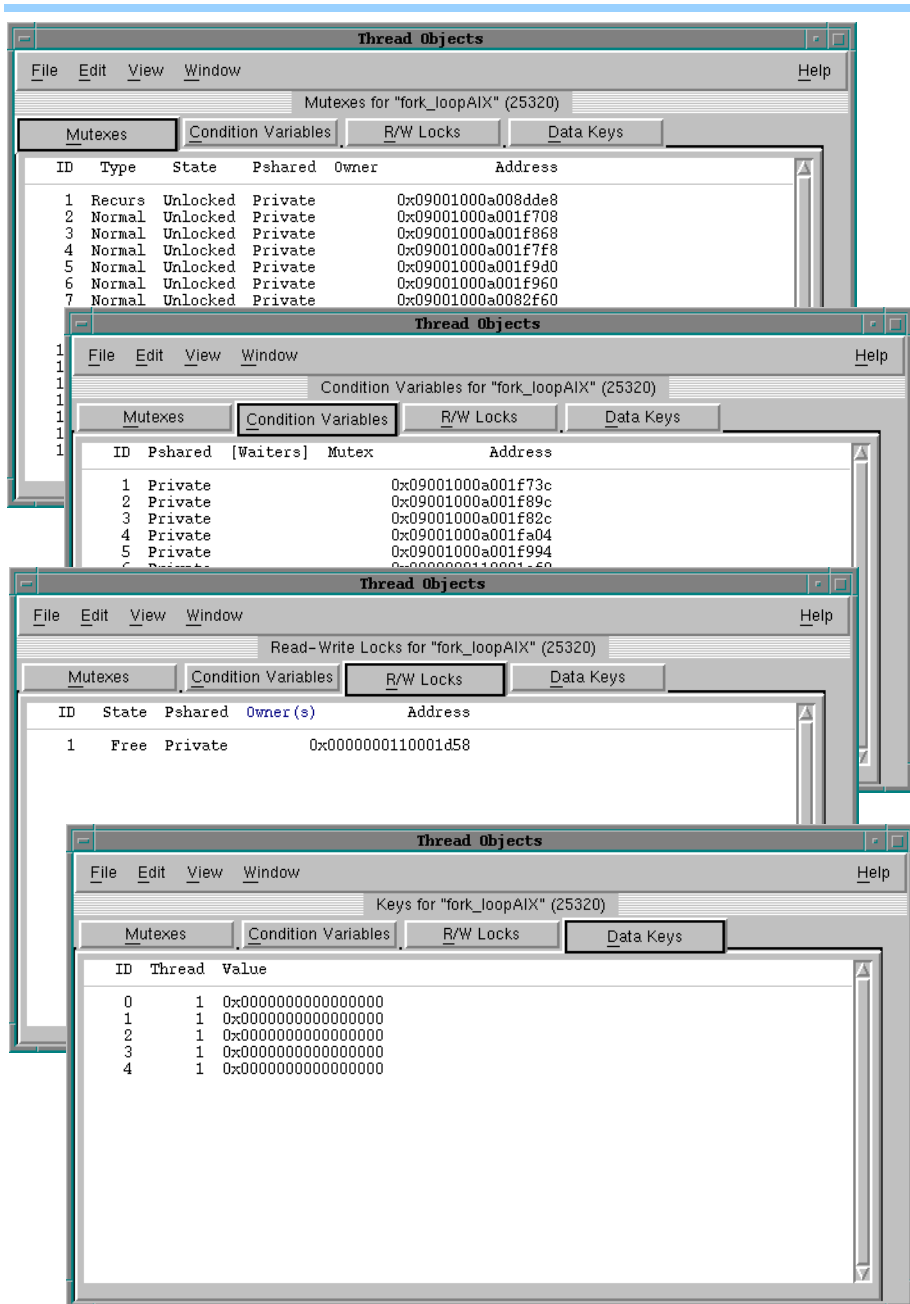 Thread Objects
File Edit View Window Help
Mutexes for "fork_loopAIX" (25320)
Mutexes Condition Variables R/W Locks Data Keys
ID Type State Pshared Owner Address
1 Recurs Unlocked Private 0x09001000a008dde8
2 Normal Unlocked Private 0x09001000a001f708
3 Normal Unlocked Private 0x09001000a001f868
4 Normal Unlocked Private 0x09001000a001f7f8
5 Normal Unlocked Private 0x09001000a001f9d0
6 Normal Unlocked Private 0x09001000a001f960
7 Normal Unlocked Private 0x09001000a0082f60
1
1
1
1
1
1
1
Thread Objects
File Edit View Window Help
Condition Variables for "fork_loopAIX" (25320)
Mutexes Condition Variables R/W Locks Data Keys
ID Pshared [Waiters] Mutex Address
1 Private 0x09001000a001f73c
2 Private 0x09001000a001f89c
3 Private 0x09001000a001f82c
4 Private 0x09001000a001fa04
5 Private 0x09001000a001f994
Thread Objects
File Edit View Window Help
Read-Write Locks for "fork_loopAIX" (25320)
Mutexes Condition Variables R/W Locks Data Keys
ID State Pshared Owner(s) Address
1 Free Private 0x0000000110001d58
Thread Objects
File Edit View Window Help
Keys for "fork_loopAIX" (25320)
Mutexes Condition Variables R/W Locks Data Keys
ID Thread Value
0 1 0x0000000000000000
1 1 0x0000000000000000
2 1 0x0000000000000000
3 1 0x0000000000000000
4 1 0x0000000000000000